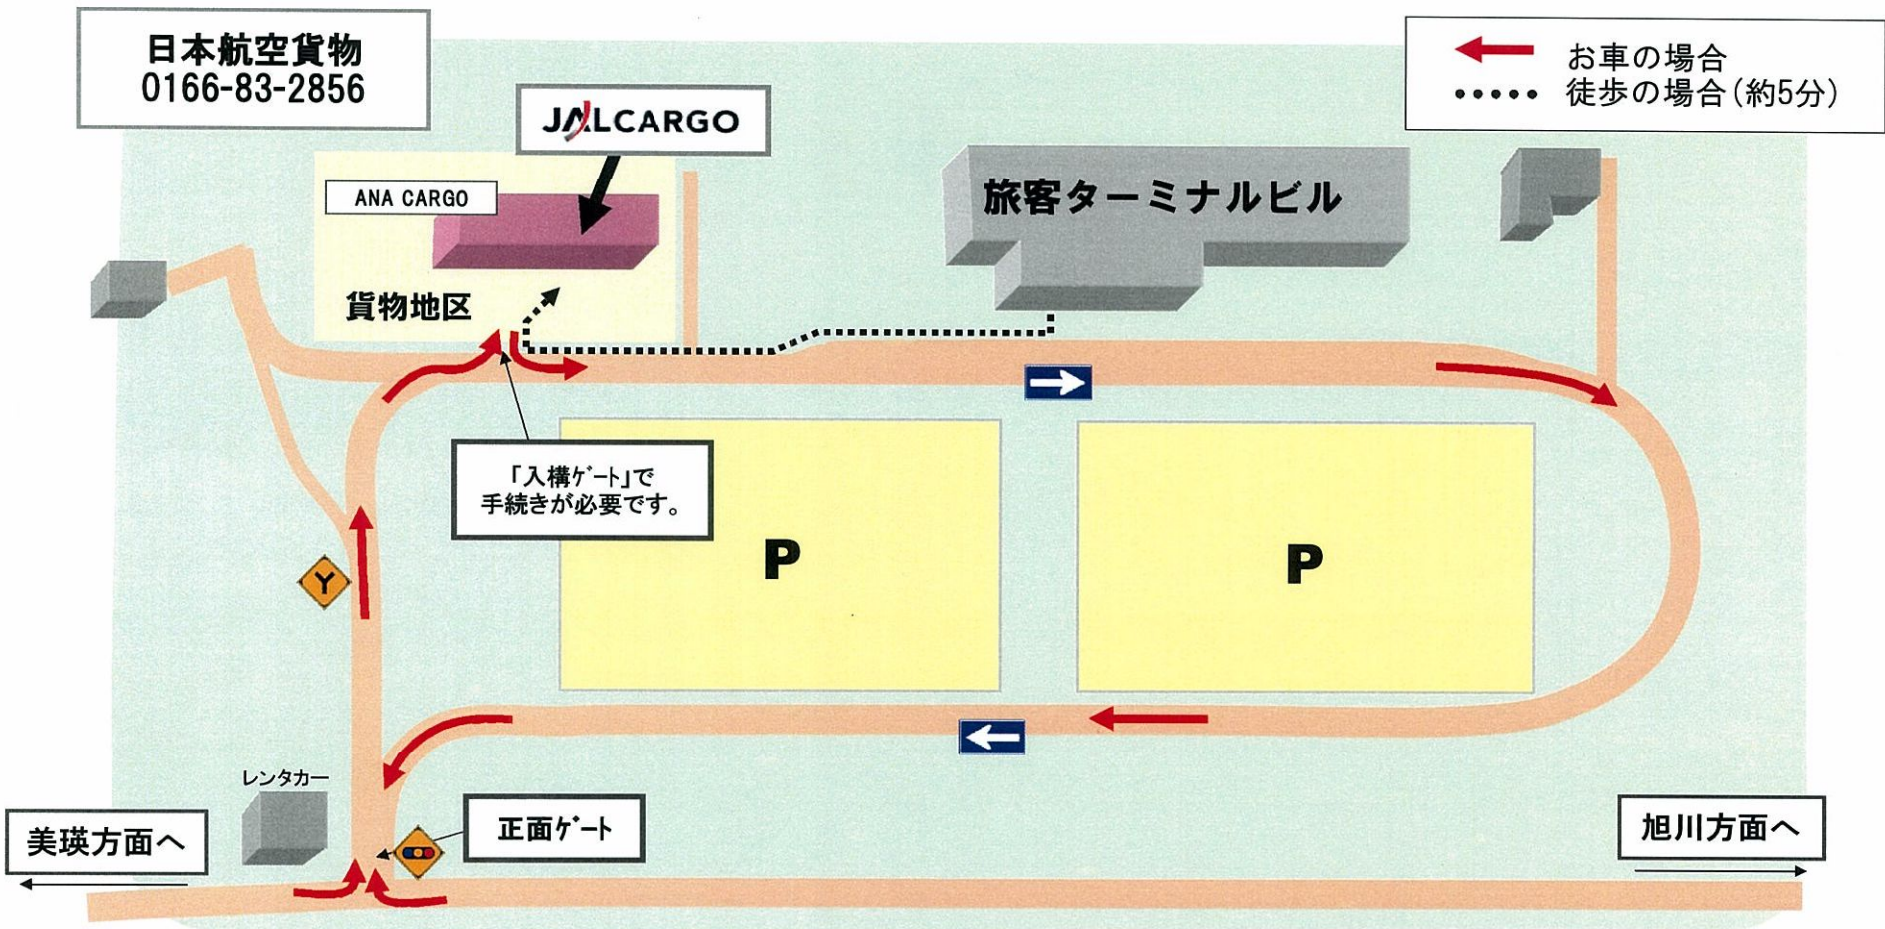 日本航空貨物
0166-83-2856
JALCARGO
お車の場合
徒歩の場合(約5分)
ANA CARGO
旅客ターミナルビル
貨物地区
「入構ｹﾞｰﾄ」で
手続きが必要です。
P
P
Y
レンタカー
正面ｹﾞｰﾄ
美瑛方面へ
旭川方面へ